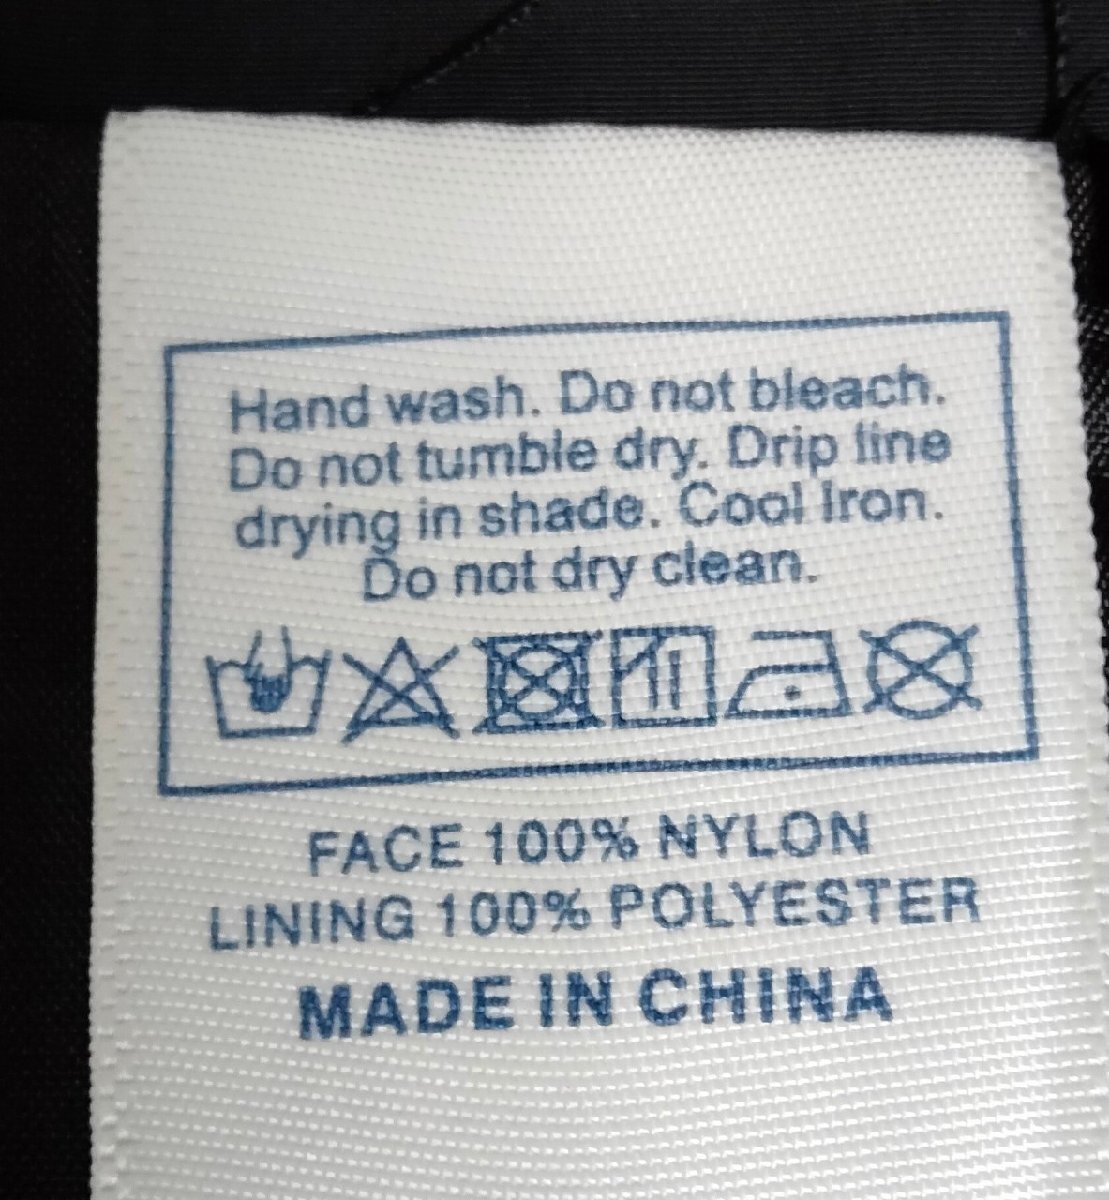 Hand wash. Do not bleach.
Do not tumble dry. Drip line
drying in shade. Cool Iron.
Do not dry clean.
FACE 100% NYLON
LINING 100% POLYESTER
MADE IN CHINA